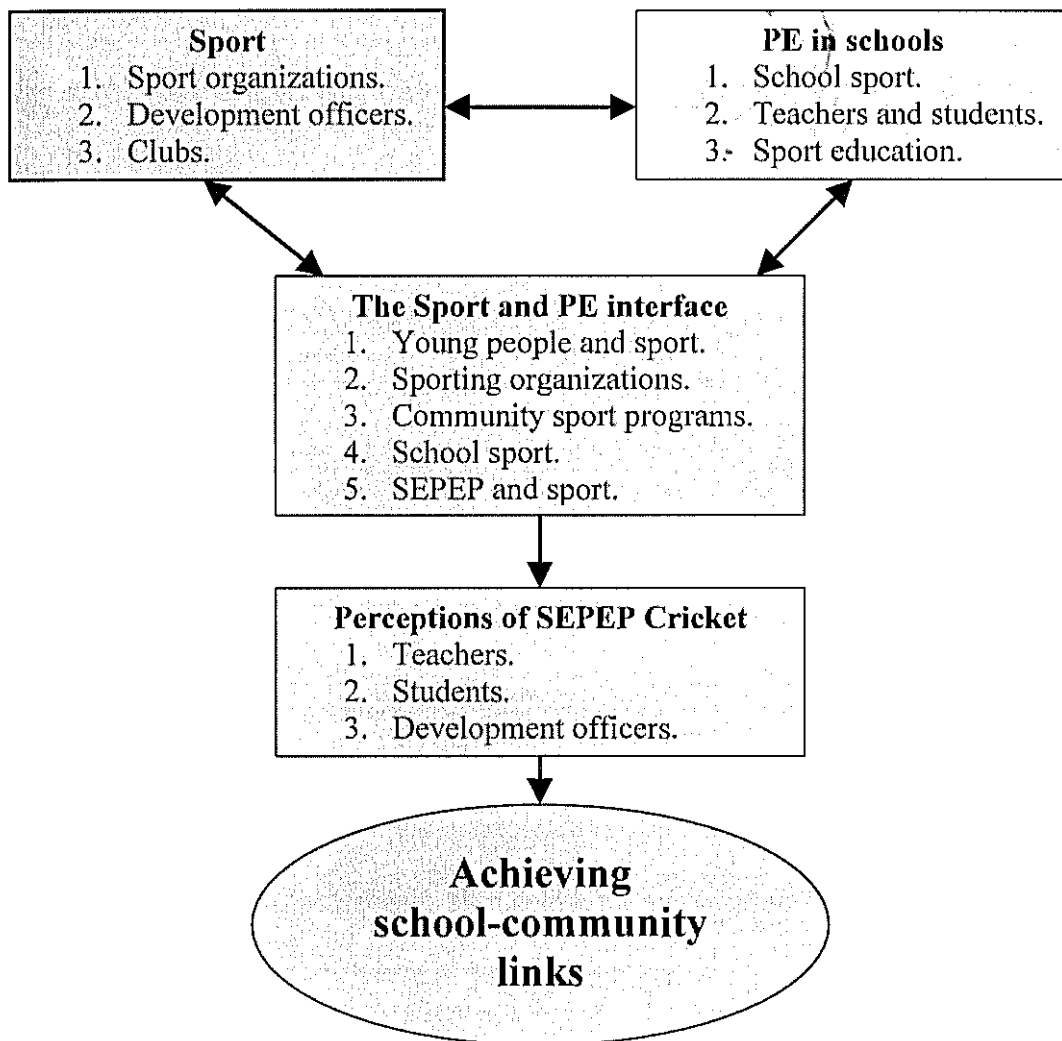 Sport
1. Sport organizations.
2. Development officers.
3. Clubs.
PE in schools
1. School sport.
2. Teachers and students.
3. Sport education.
The Sport and PE interface
1. Young people and sport.
2. Sporting organizations.
3. Community sport programs.
4. School sport.
5. SEPEP and sport.
Perceptions of SEPEP Cricket
1. Teachers.
2. Students.
3. Development officers.
Achieving
school-community
links